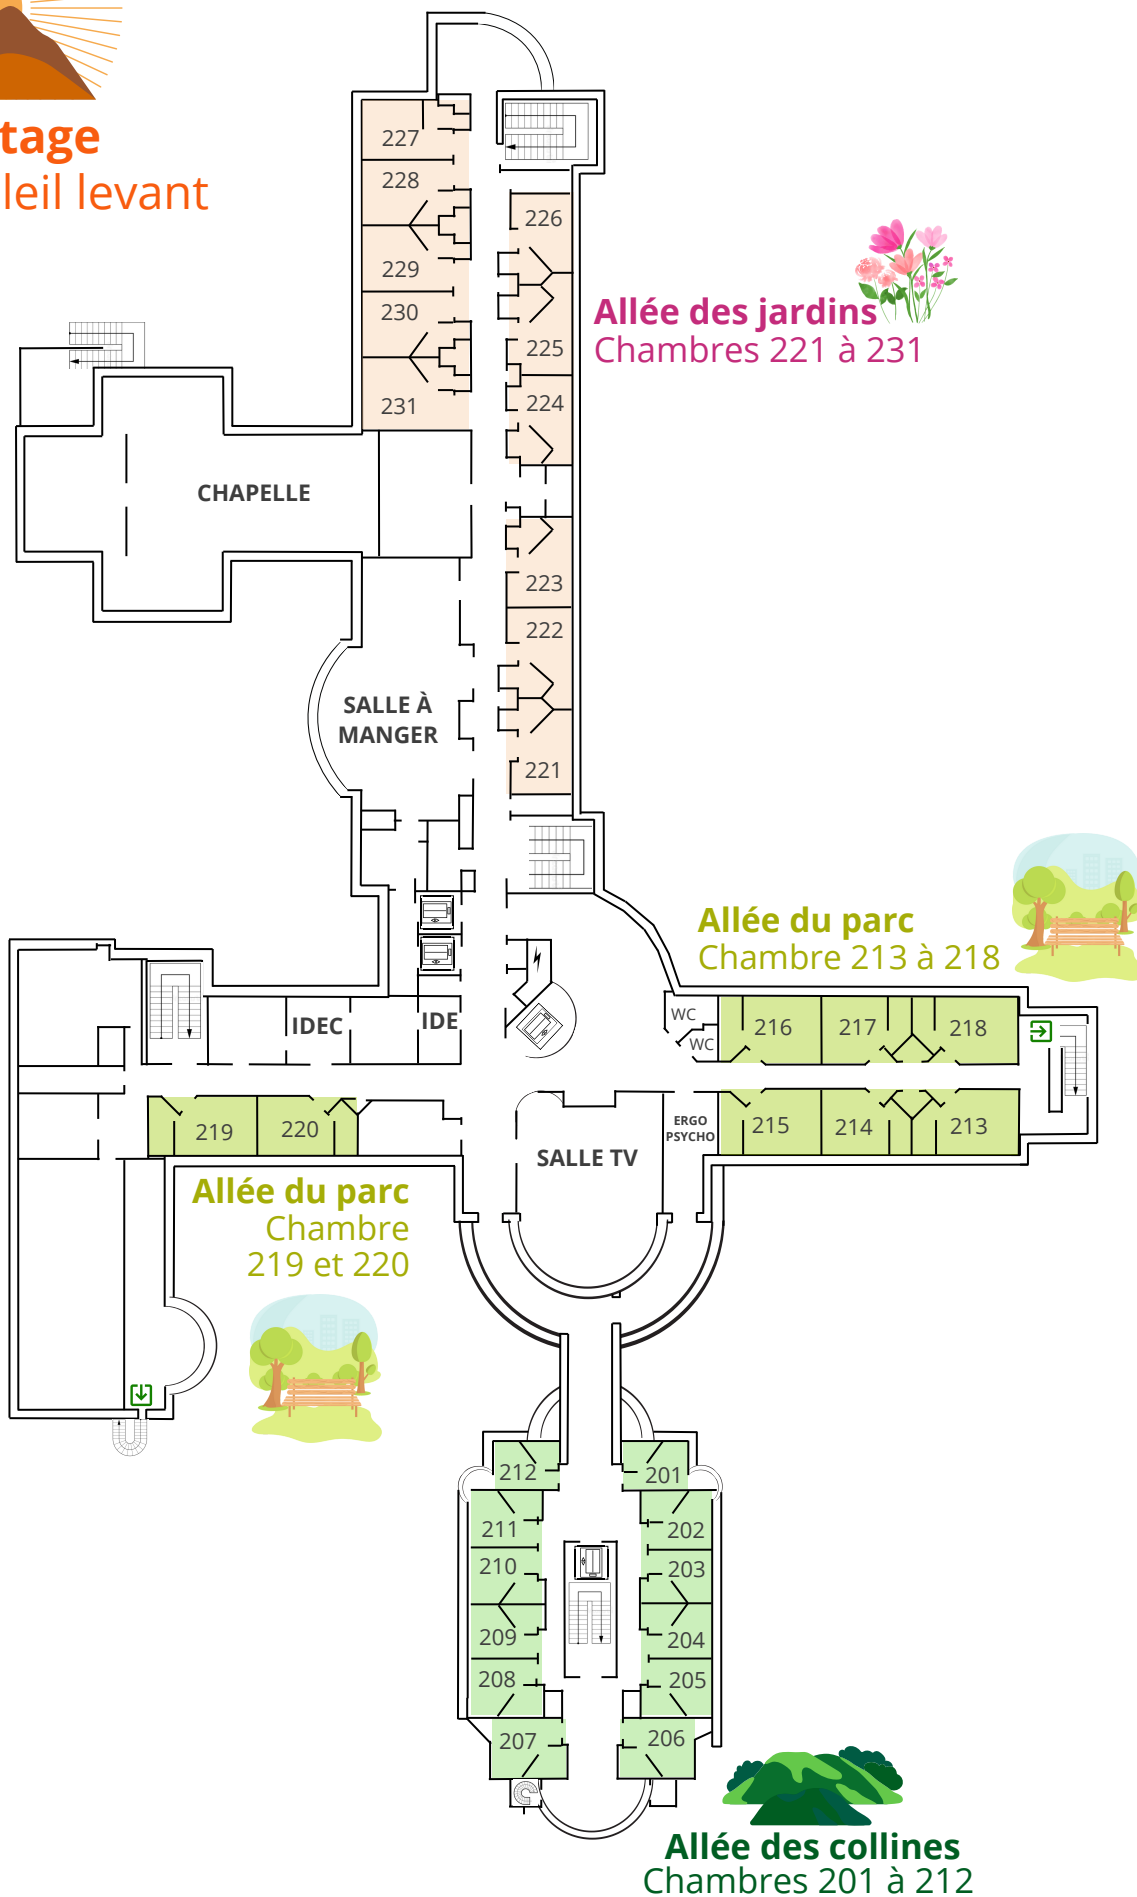 tage
leil levant
227
228
226
229
230
Allée des jardins
Chambres 221 à 231
225
231
224
CHAPELLE
223
222
SALLE À
MANGER
221
Allée du parc
Chambre 213 à 218
IDEC
IDE
WC
WC
216
217
218
219
220
ERGO
PSYCHO
215
214
213
SALLE TV
Allée du parc
Chambre
219 et 220
212
201
211
202
210
203
209
204
208
205
207
206
Allée des collines
Chambres 201 à 212